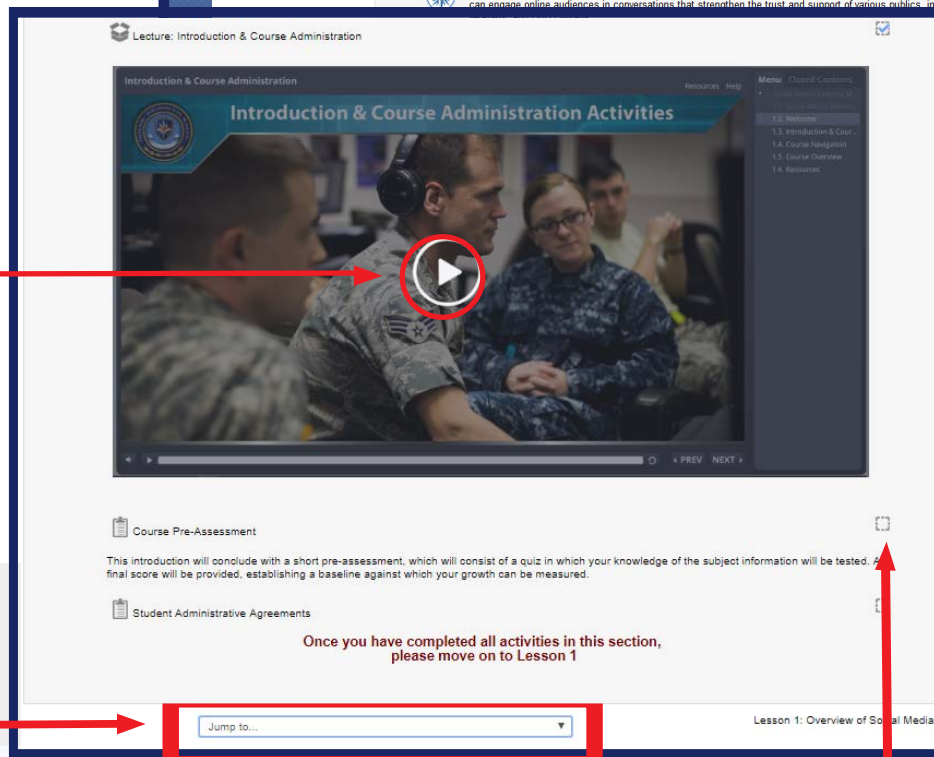 can engage online audiences in conversations that strengthen the trust and support of various publics, in
Lecture: Introduction & Course Administration
Introduction & Course Administration
Resources Help
Menu Closed Captions
Introduction & Course Administration Activities
1.2. Welcome
1.3. Introduction & Cour...
1.4. Course Navigation
1.5. Course Overview
1.6. Resources
PREV NEXT
Course Pre-Assessment
This introduction will conclude with a short pre-assessment, which will consist of a quiz in which your knowledge of the subject information will be tested. A
final score will be provided, establishing a baseline against which your growth can be measured.
Student Administrative Agreements
Once you have completed all activities in this section,
please move on to Lesson 1
Jump to...
Lesson 1: Overview of Social Media